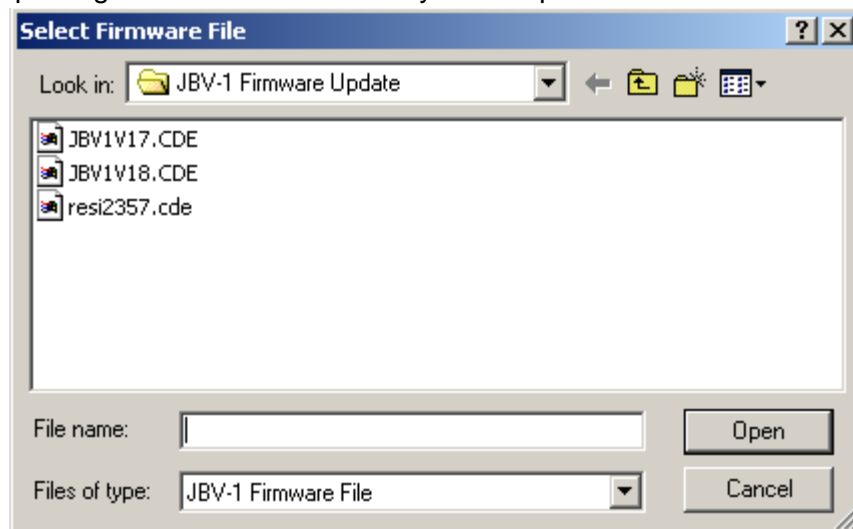 Select Firmware File
Look in: JBV-1 Firmware Update
JBV1V17.CDE
JBV1V18.CDE
resi2357.cde
File name: Open
Files of type: JBV-1 Firmware File Cancel